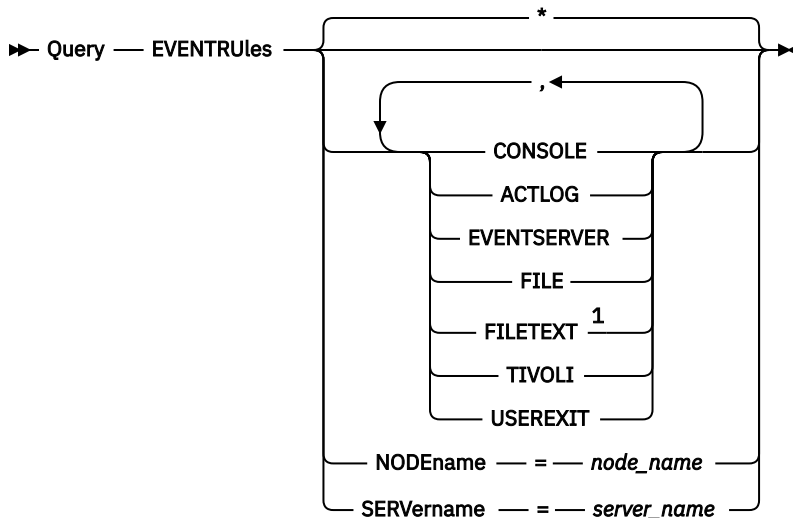 *
Query EVENTRUles
,
CONSOLE
ACTLOG
EVENTSERVER
FILE
FILETEXT 1
TIVOLI
USEREXIT
NODEname = node_name
SERVername = server_name